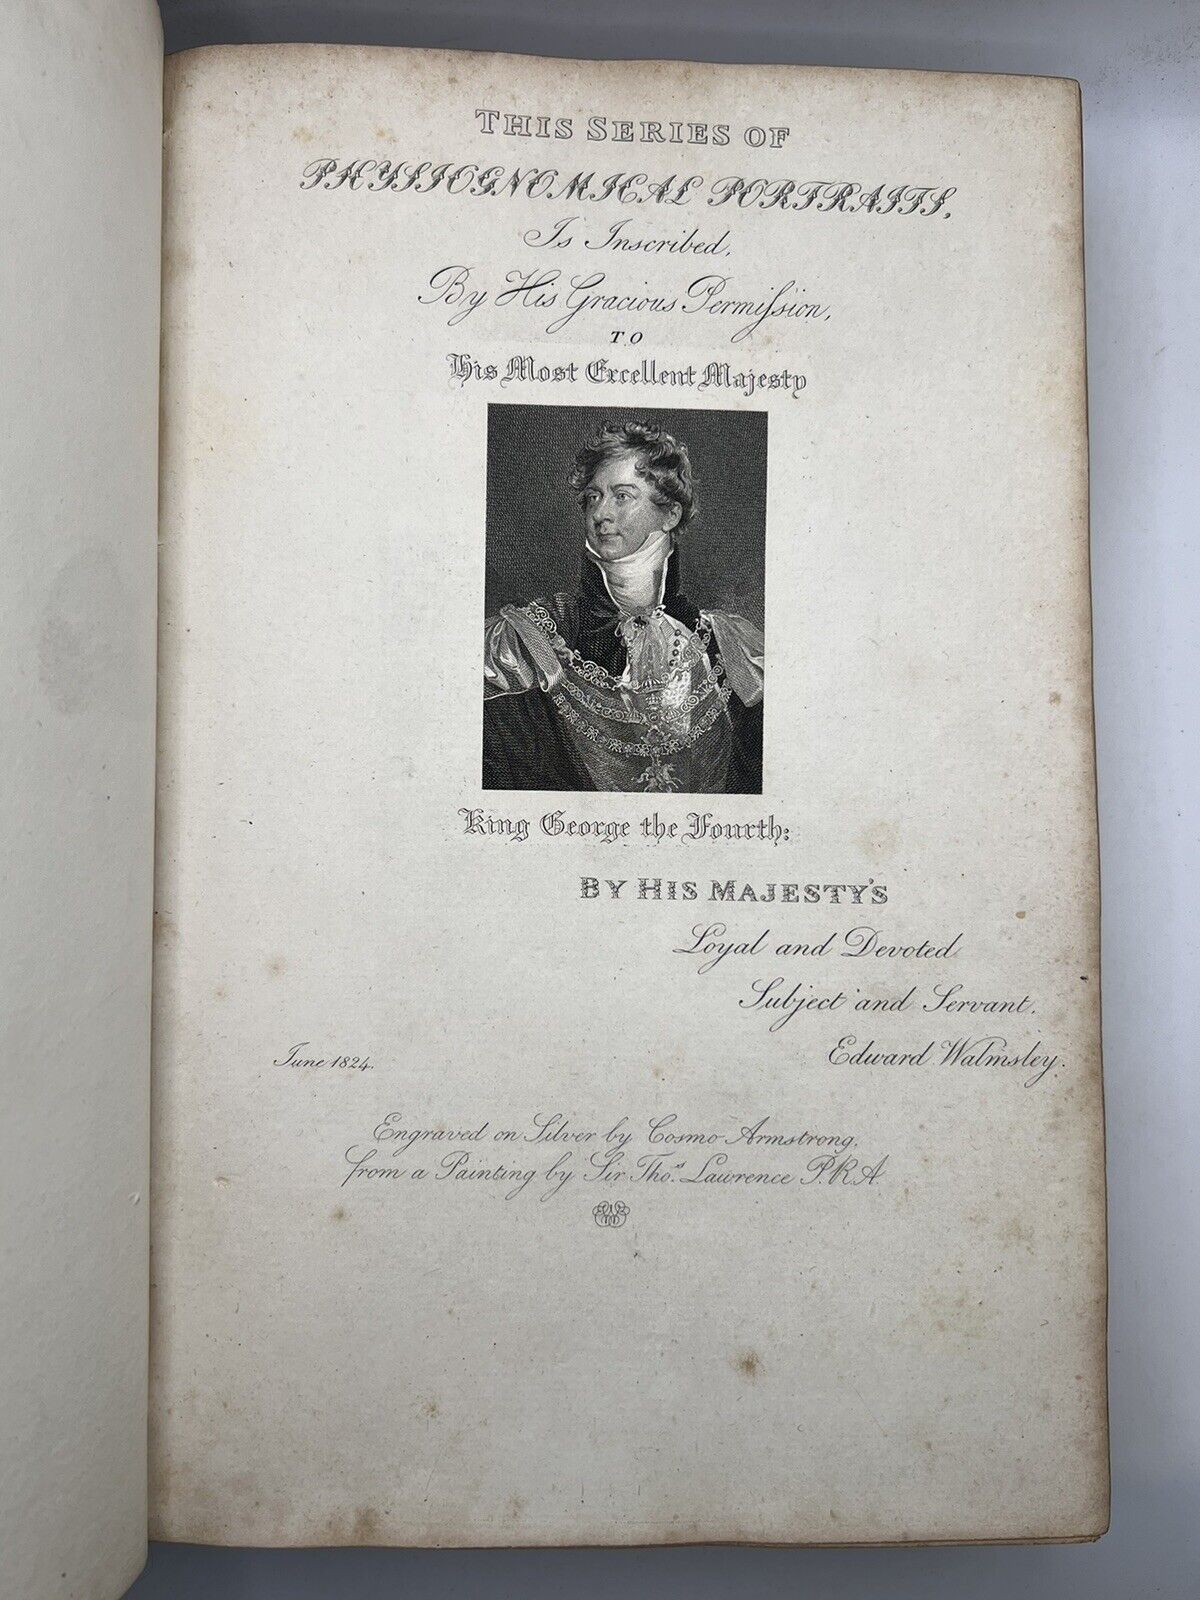 THIS SERIES OF
PHYSIOGNOMICAL PORTRAITS,
Is Inscribed,
By His Gracious Permiſsion,
TO
His Most Excellent Majesty
King George the Fourth:
BY HIS MAJESTY'S
Loyal and Devoted
Subject and Servant.
Edward Walmsley.
June 1824.
Engraved on Silver by Cosmo Armstrong,
from a Painting by Sir Thos. Lawrence P.R.A.